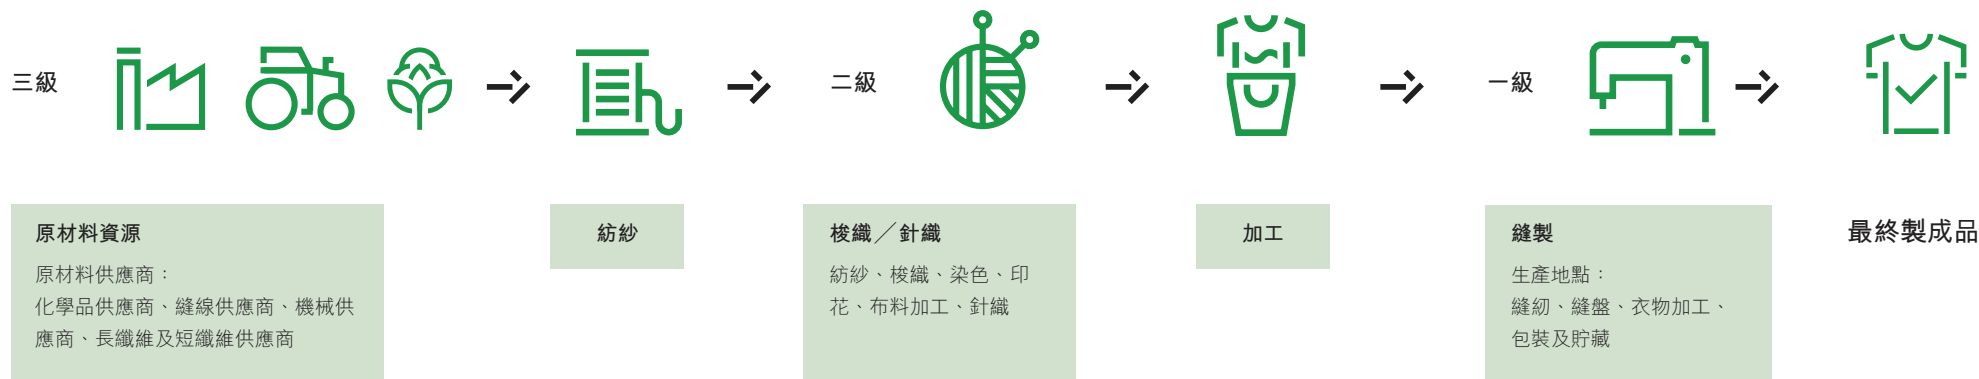 三級
二級
一級
原材料資源
原材料供應商：
化學品供應商、縫線供應商、機械供
應商、長纖維及短纖維供應商
紡紗
梭織／針織
紡紗、梭織、染色、印
花、布料加工、針織
加工
縫製
生產地點：
縫紉、縫盤、衣物加工、
包裝及貯藏
最終製成品